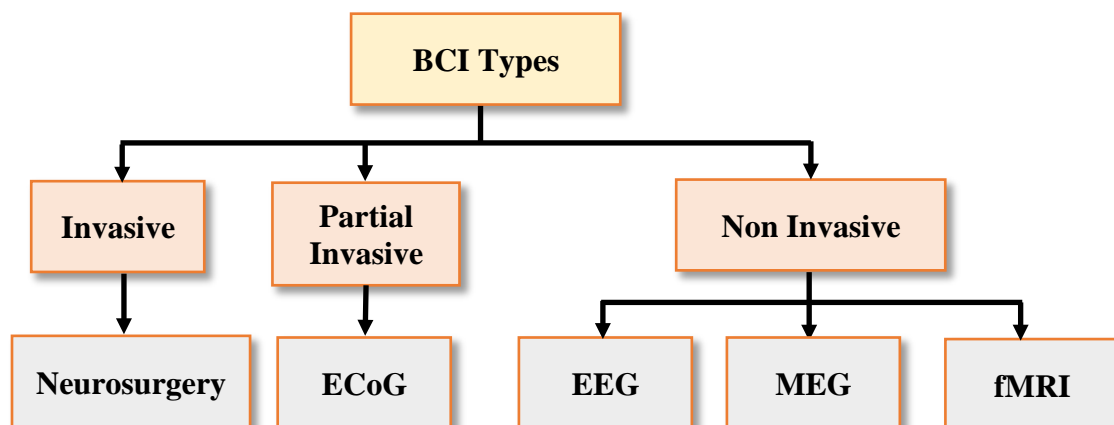 BCI Types
Invasive
Partial
Invasive
Non Invasive
Neurosurgery
ECoG
EEG
MEG
fMRI